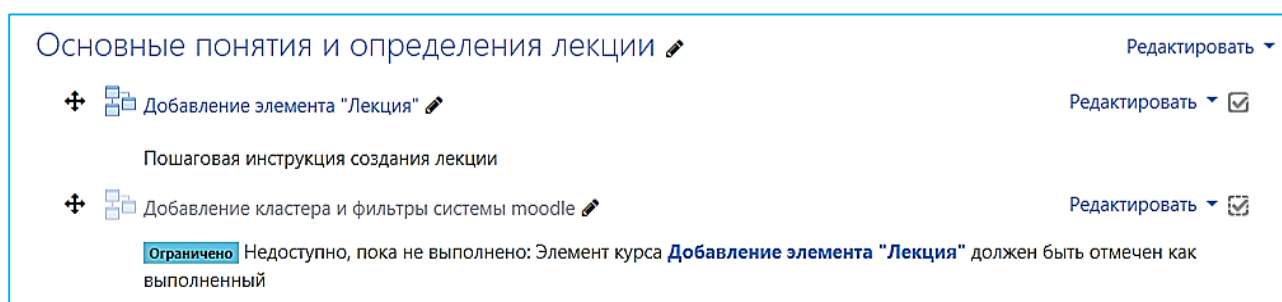 Основные понятия и определения лекции
Редактировать
Добавление элемента "Лекция"
Редактировать
Пошаговая инструкция создания лекции
Добавление кластера и фильтры системы moodle
Редактировать
Ограничено Недоступно, пока не выполнено: Элемент курса Добавление элемента "Лекция" должен быть отмечен как
выполненный